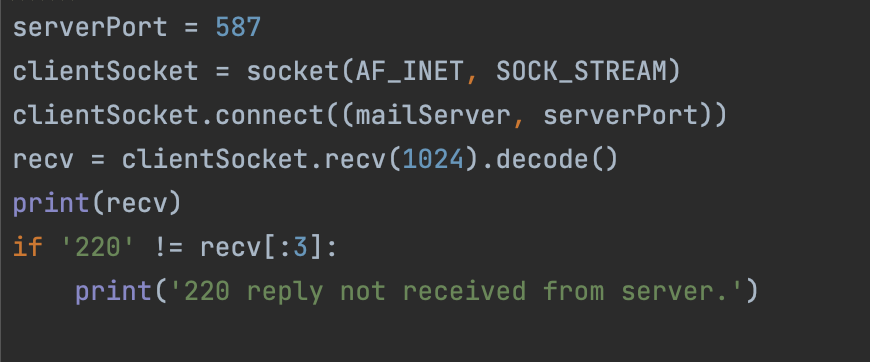 serverPort = 587
clientSocket = socket(AF_INET, SOCK_STREAM)
clientSocket.connect((mailServer, serverPort))
recv = clientSocket.recv(1024).decode()
print(recv)
if '220' != recv[:3]:
    print('220 reply not received from server.')